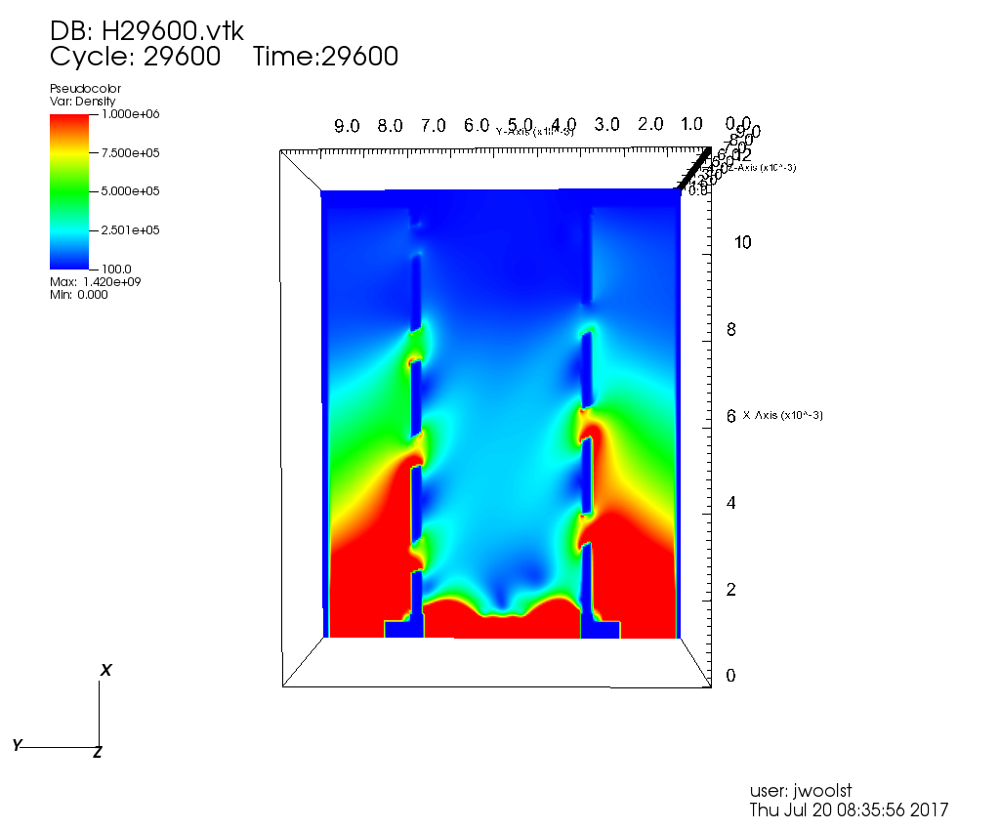 DB: H29600.vtk
Cycle: 29600 Time:29600
Pseudocolor
Var: Density
1.000e+06
7.500e+05
5.000e+05
2.501e+05
100.0
Max: 1.420e+09
Min: 0.000
9.0 8.0 7.0 6.0 5.0 4.0 3.0 2.0 1.0 0.0
Y-Axis (x10^-3)
Z-Axis (x10^-3)
10
8
6 X Axis (x10^-3)
4
2
0
X
Y
Z
user: jwoolst
Thu Jul 20 08:35:56 2017